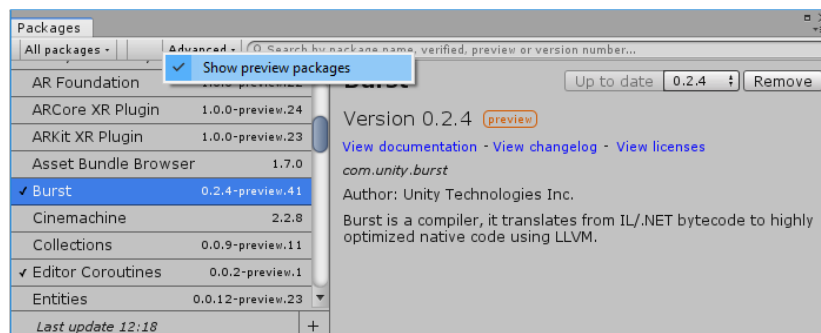 Packages
All packages Advanced Search by package name, verified, preview or version number...
Show preview packages
AR Foundation
ARCore XR Plugin 1.0.0-preview.24
ARKit XR Plugin 1.0.0-preview.23
Asset Bundle Browser 1.7.0
Burst 0.2.4-preview.41
Cinemachine 2.2.8
Collections 0.0.9-preview.11
Editor Coroutines 0.0.2-preview.1
Entities 0.0.12-preview.23
Last update 12:18 +
Burst Up to date 0.2.4 Remove
Version 0.2.4 preview
View documentation - View changelog - View licenses
com.unity.burst
Author: Unity Technologies Inc.
Burst is a compiler, it translates from IL/.NET bytecode to highly
optimized native code using LLVM.